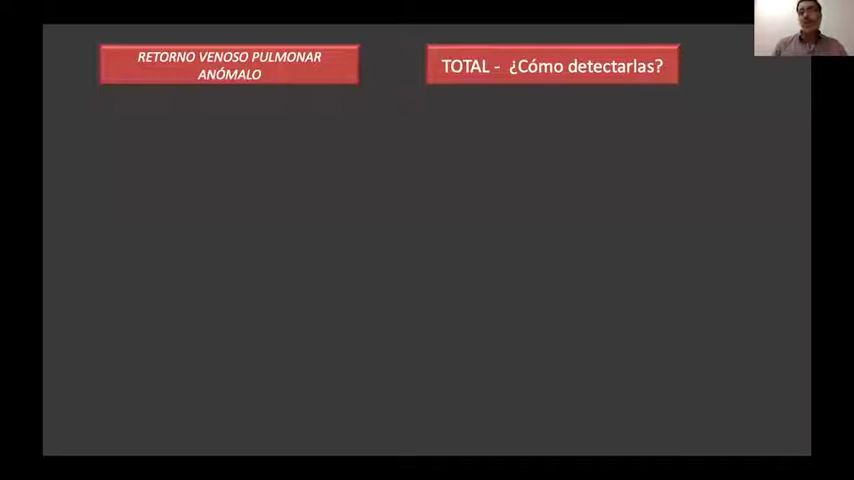 RETORNO VENOSO PULMONAR
ANÓMALO
TOTAL - ¿Cómo detectarlas?